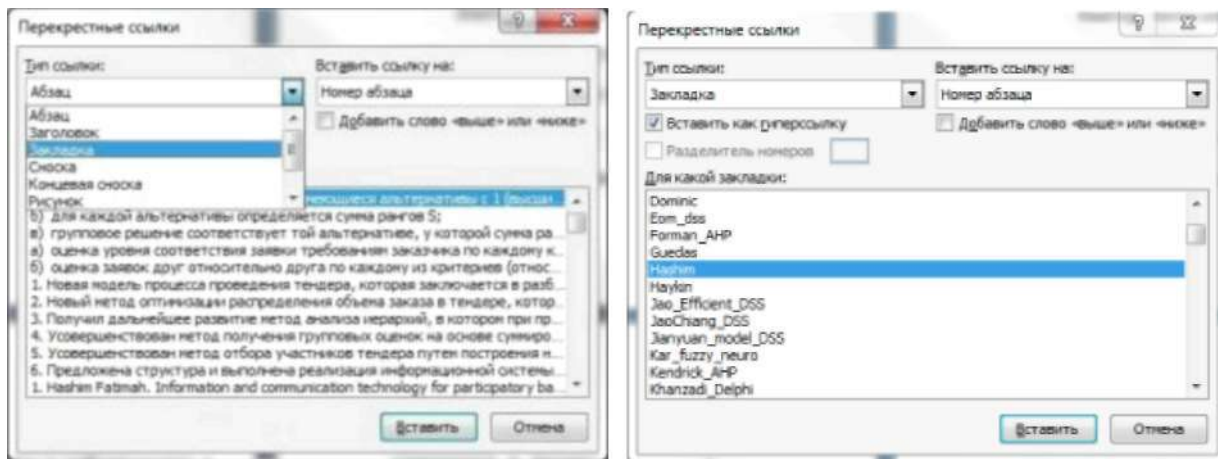 Перекрестные ссылки
Тип ссылки:
Вставить ссылку на:
Абзац
Номер абзаца
Абзац
Заголовок
Закладка
Сноска
Концевая сноска
Рисунок
Добавить слово «выше» или «ниже»
альтернативы с 1
б) для каждой альтернативы определяется сумма рангов S;
в) групповое решение соответствует той альтернативе, у которой сумма ра...
а) оценка уровня соответствия заявки требованиям заказчика по каждому к...
б) оценка заявок друг относительно друга по каждому из критериев (относ...
1. Новая модель процесса проведения тендера, которая заключается в разб...
2. Новый метод оптимизации распределения объема заказа в тендере, котор...
3. Получил дальнейшее развитие метод анализа иерархий, в котором при пр...
4. Усовершенствован метод получения групповых оценок на основе суммиро...
5. Усовершенствован метод отбора участников тендера путем построения н...
6. Предложена структура и выполнена реализация информационной системы...
1. Hashim Fatimah. Information and communication technology for participatory ba...
Вставить
Отмена
Перекрестные ссылки
Тип ссылки:
Вставить ссылку на:
Закладка
Номер абзаца
Вставить как гиперссылку
Добавить слово «выше» или «ниже»
Разделитель номеров
Для какой закладки:
Dominic
Eom_dss
Forman_AHP
Guedas
Hashim
Haykin
Jao_Efficient_DSS
JaoChiang_DSS
Jianyuan_model_DSS
Kar_fuzzy_neuro
Kendrick_AHP
Khanzadi_Delphi
Вставить
Отмена